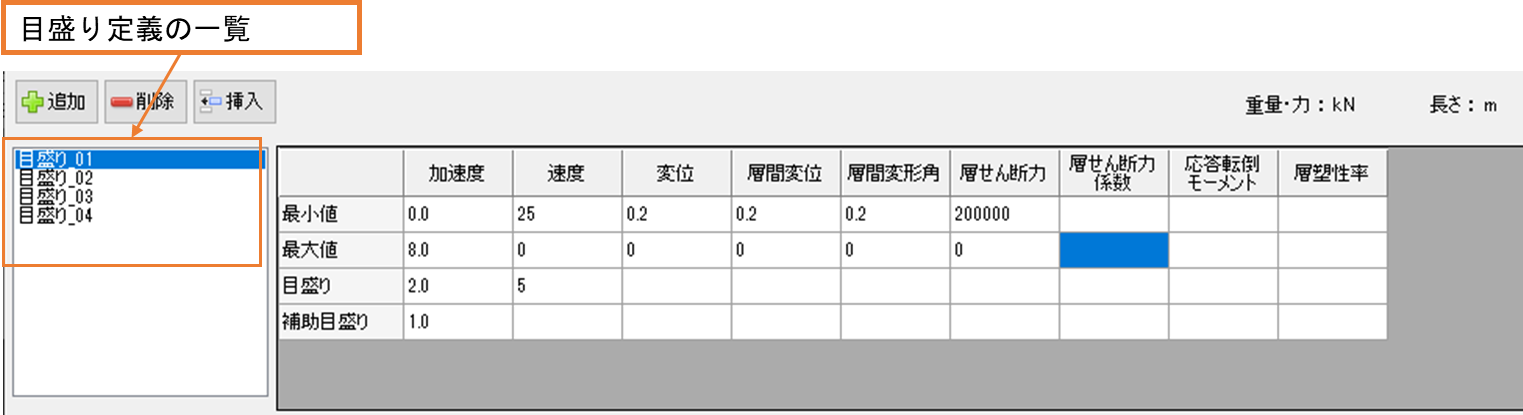 目盛り定義の一覧
追加 削除 挿入 重量・力：kN 長さ：m
目盛り_01
目盛り_02
目盛り_03
目盛り_04
加速度 速度 変位 層間変位 層間変形角 層せん断力 層せん断力係数 応答転倒モーメント 層塑性率
最小値 0.0 25 0.2 0.2 0.2 200000
最大値 8.0 0 0 0 0 0
目盛り 2.0 5
補助目盛り 1.0